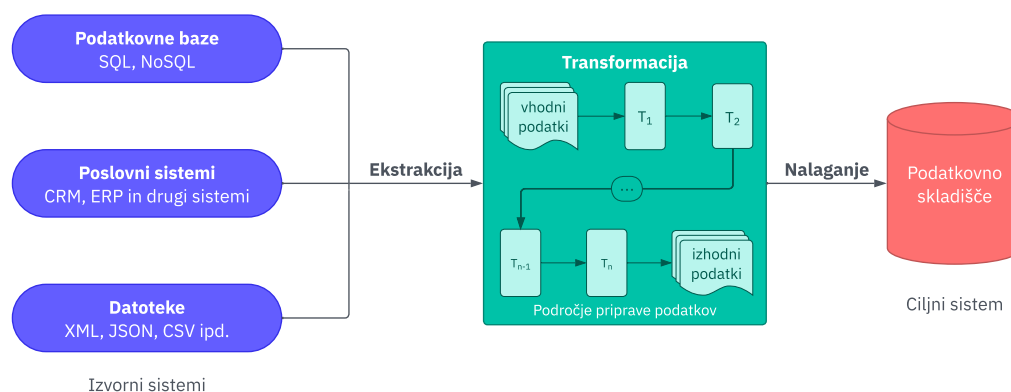 Podatkovne baze
SQL, NoSQL
Poslovni sistemi
CRM, ERP in drugi sistemi
Datoteke
XML, JSON, CSV ipd.
Izvorni sistemi
Ekstrakcija
Transformacija
vhodni
podatki
T1
T2
...
Tn-1
Tn
izhodni
podatki
Področje priprave podatkov
Nalaganje
Podatkovno
skladišče
Ciljni sistem